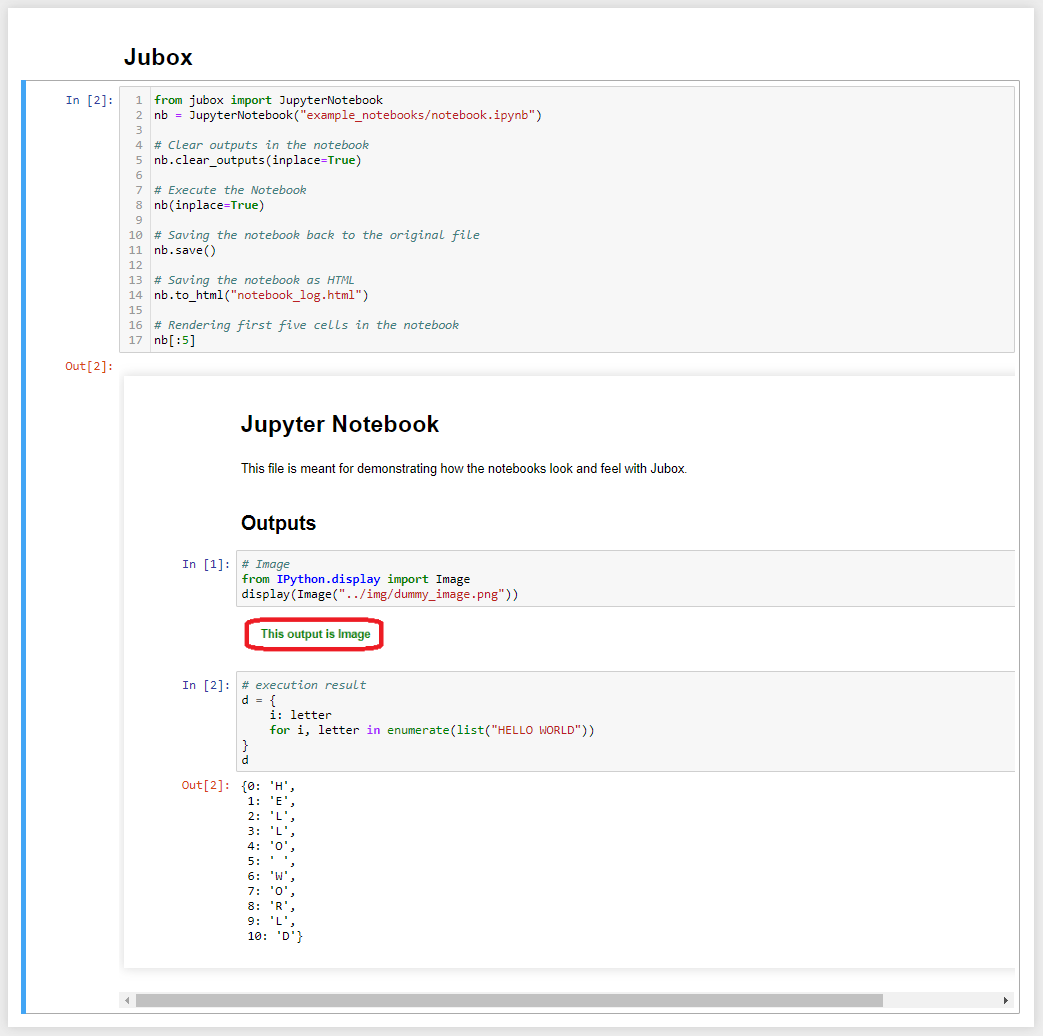 Jubox
In [2]:
1 from jubox import JupyterNotebook
2 nb = JupyterNotebook("example_notebooks/notebook.ipynb")
3
4 # Clear outputs in the notebook
5 nb.clear_outputs(inplace=True)
6
7 # Execute the Notebook
8 nb(inplace=True)
9
10 # Saving the notebook back to the original file
11 nb.save()
12
13 # Saving the notebook as HTML
14 nb.to_html("notebook_log.html")
15
16 # Rendering first five cells in the notebook
17 nb[:5]
Out[2]:
Jupyter Notebook
This file is meant for demonstrating how the notebooks look and feel with Jubox.
Outputs
In [1]: # Image
from IPython.display import Image
display(Image("../img/dummy_image.png"))
This output is Image
In [2]: # execution result
d = {
    i: letter
    for i, letter in enumerate(list("HELLO WORLD"))
}
d
Out[2]: {0: 'H',
 1: 'E',
 2: 'L',
 3: 'L',
 4: 'O',
 5: ' ',
 6: 'W',
 7: 'O',
 8: 'R',
 9: 'L',
 10: 'D'}